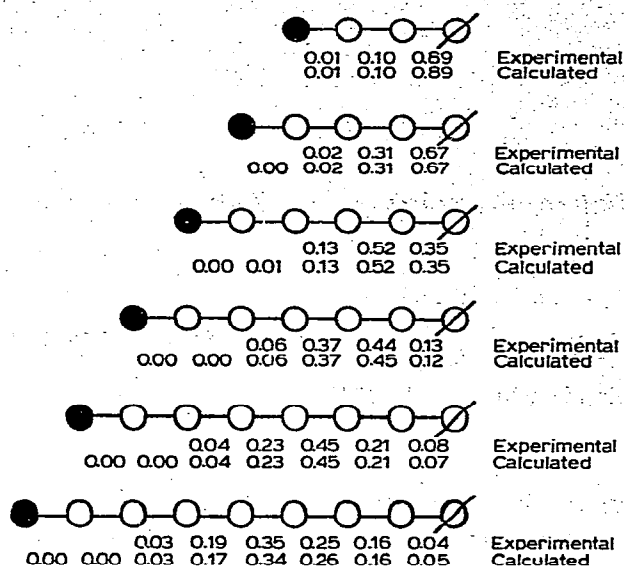 0.01 0.10 0.89 Experimental
0.01 0.10 0.89 Calculated
0.02 0.31 0.67 Experimental
0.00 0.02 0.31 0.67 Calculated
0.13 0.52 0.35 Experimental
0.00 0.01 0.13 0.52 0.35 Calculated
0.06 0.37 0.44 0.13 Experimental
0.00 0.00 0.06 0.37 0.45 0.12 Calculated
0.04 0.23 0.45 0.21 0.08 Experimental
0.00 0.00 0.04 0.23 0.45 0.21 0.07 Calculated
0.03 0.19 0.35 0.25 0.16 0.04 Experimental
0.00 0.00 0.03 0.17 0.34 0.26 0.16 0.05 Calculated